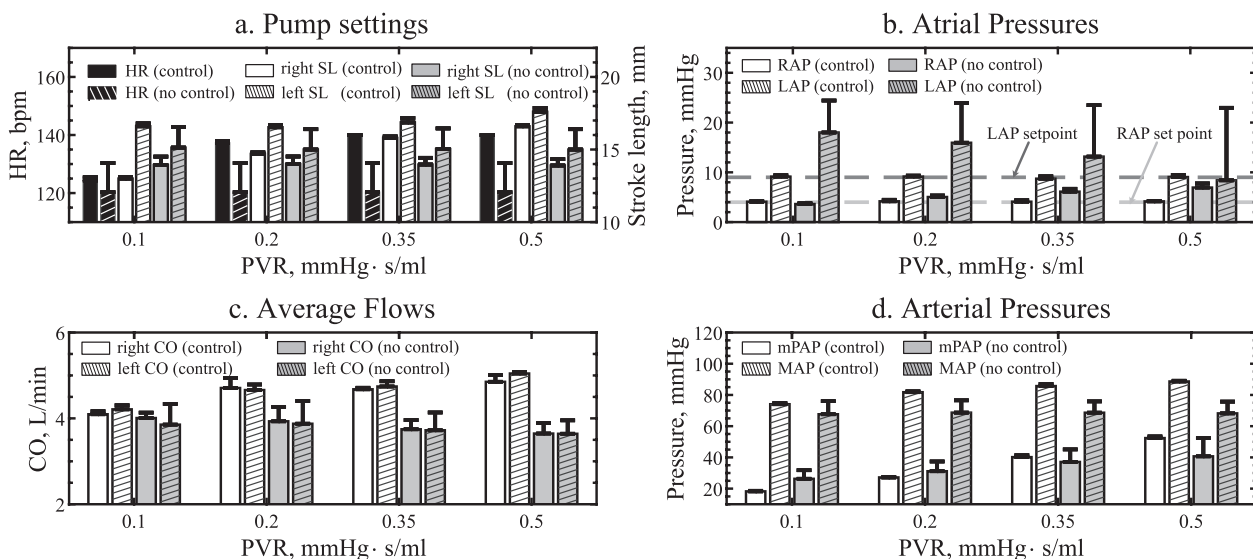 a. Pump settings
HR, bpm
160
140
120
HR (control)
right SL (control)
right SL (no control)
HR (no control)
left SL (control)
left SL (no control)
20
15
10
Stroke length, mm
0.1
0.2
0.35
0.5
PVR, mmHg· s/ml
b. Atrial Pressures
Pressure, mmHg
30
20
10
0
RAP (control)
RAP (no control)
LAP (control)
LAP (no control)
LAP setpoint
RAP set point
0.1
0.2
0.35
0.5
PVR, mmHg· s/ml
c. Average Flows
CO, L/min
6
4
2
right CO (control)
right CO (no control)
left CO (control)
left CO (no control)
0.1
0.2
0.35
0.5
PVR, mmHg· s/ml
d. Arterial Pressures
Pressure, mmHg
120
100
80
60
40
20
mPAP (control)
mPAP (no control)
MAP (control)
MAP (no control)
0.1
0.2
0.35
0.5
PVR, mmHg· s/ml